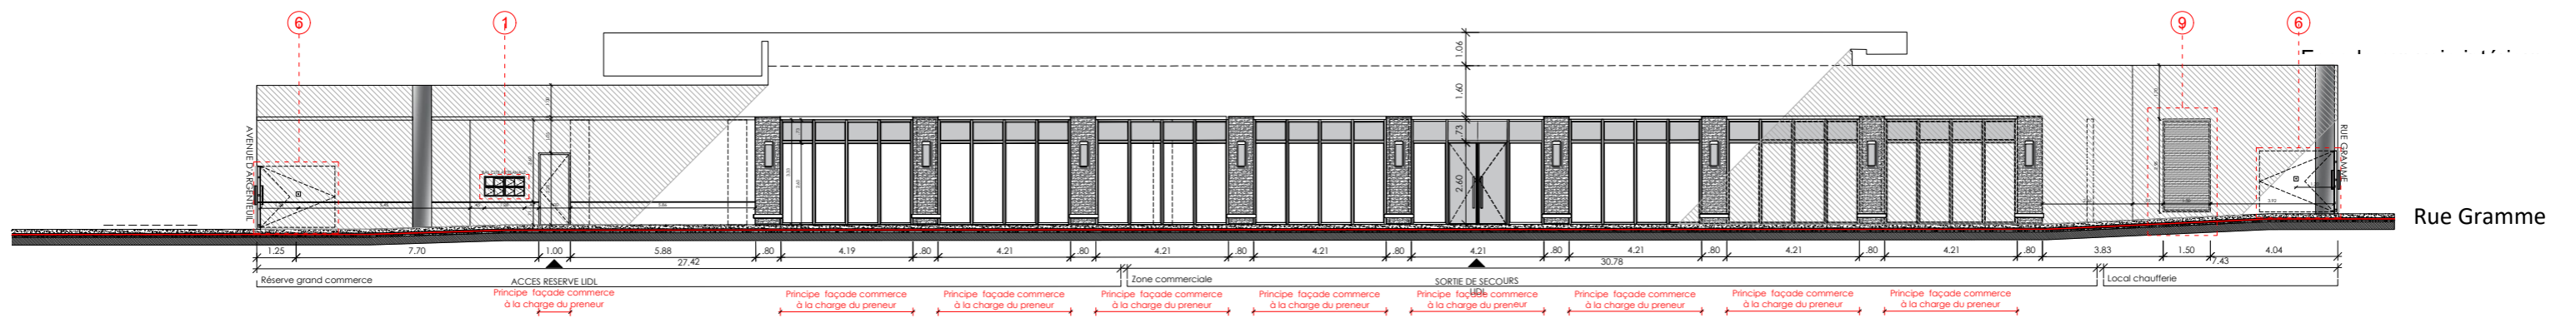 6
1
9
6
1.06
1.60
.73
2.60
AVENUE D'ARGENTEUIL
RUE GRAMME
Rue Gramme
1.25
7.70
1.00
5.88
.80
4.19
.80
4.21
.80
4.21
.80
4.21
.80
4.21
.80
4.21
.80
4.21
.80
4.21
.80
3.83
1.50
4.04
27.42
30.78
7.43
Réserve grand commerce
ACCES RESERVE LIDL
Zone commerciale
SORTIE DE SECOURS
LIDL
Local chaufferie
Principe façade commerce
à la charge du preneur
Principe façade commerce
à la charge du preneur
Principe façade commerce
à la charge du preneur
Principe façade commerce
à la charge du preneur
Principe façade commerce
à la charge du preneur
Principe façade commerce
à la charge du preneur
Principe façade commerce
à la charge du preneur
Principe façade commerce
à la charge du preneur
Principe façade commerce
à la charge du preneur